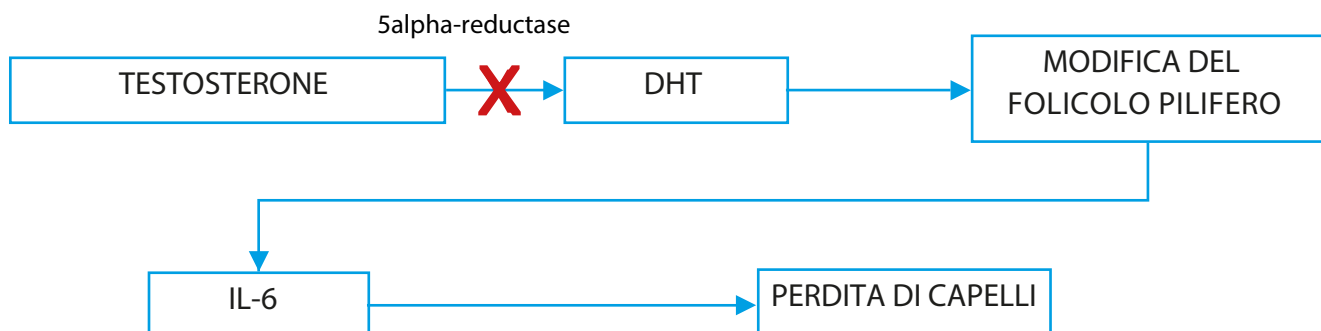 5alpha-reductase
TESTOSTERONE
X
DHT
MODIFICA DEL
FOLICOLO PILIFERO
IL-6
PERDITA DI CAPELLI